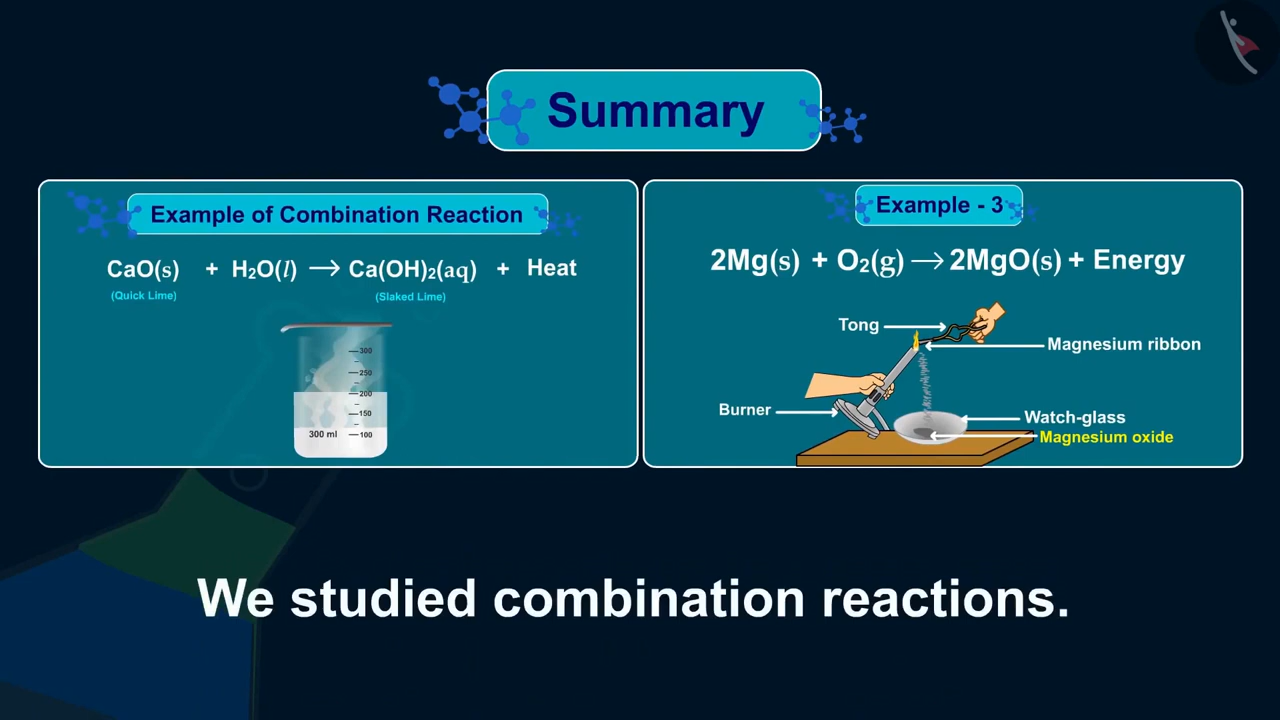 Summary
Example of Combination Reaction
CaO(s) + H₂O(l) → Ca(OH)₂(aq) + Heat
(Quick Lime) (Slaked Lime)
300
250
200
150
300 ml 100
Example - 3
2Mg(s) + O₂(g) → 2MgO(s) + Energy
Tong
Magnesium ribbon
Burner
Watch-glass
Magnesium oxide
We studied combination reactions.